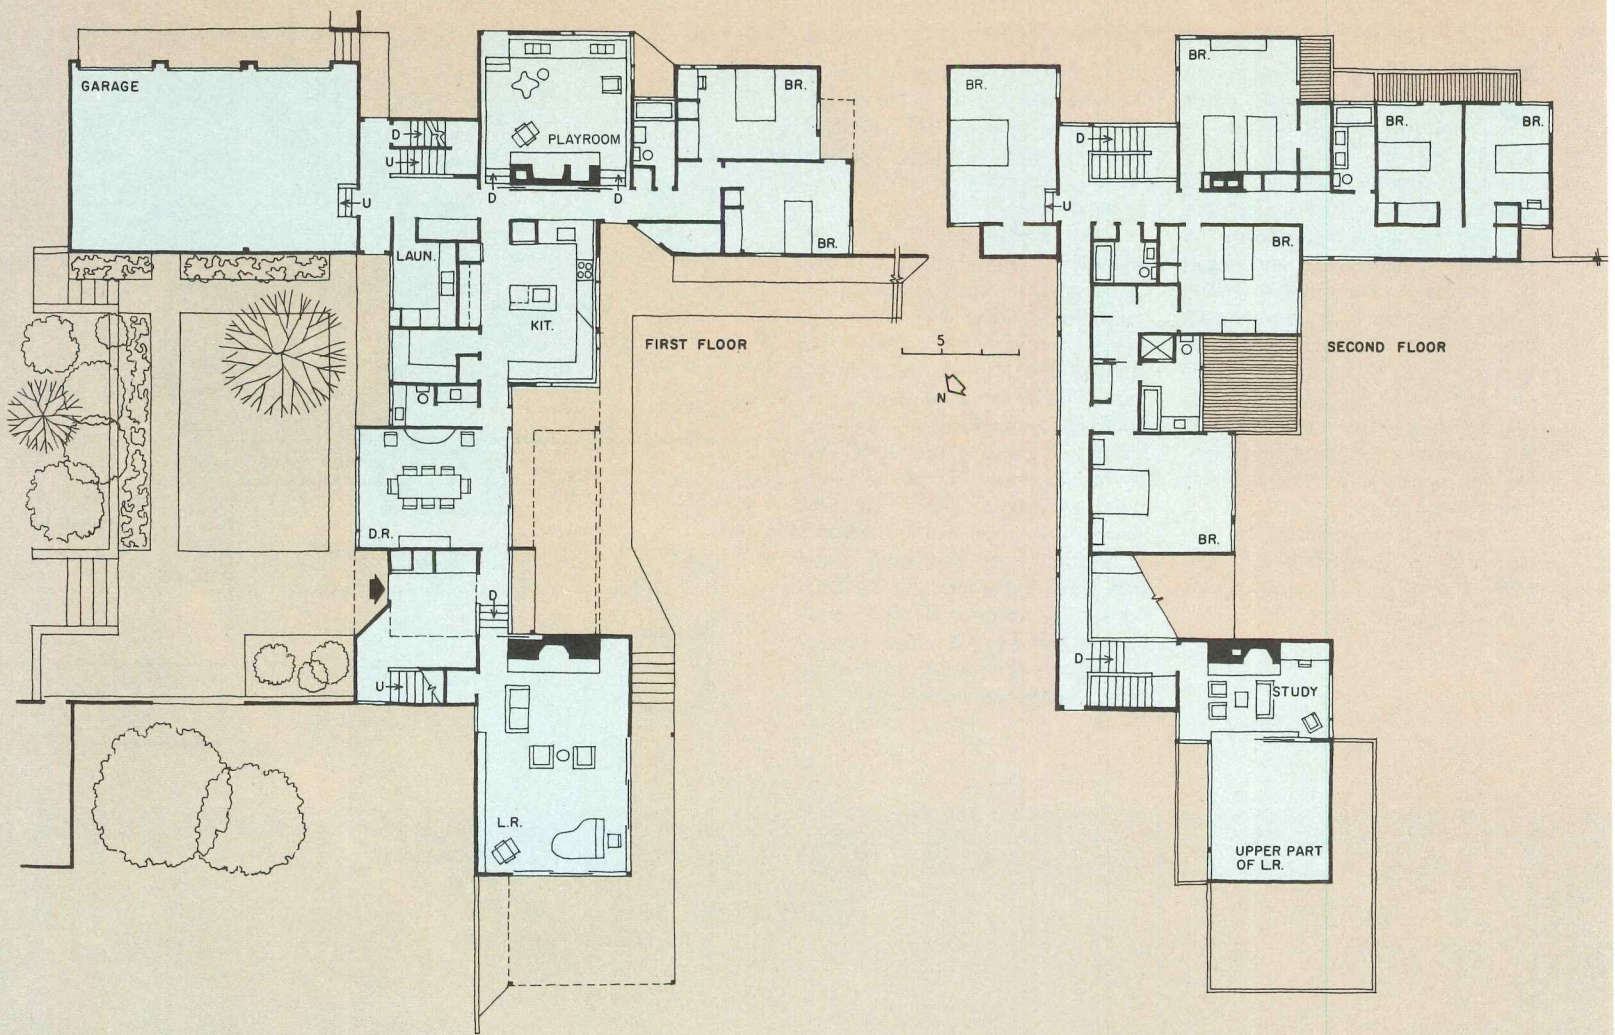 GARAGE
D
U
U
PLAYROOM
D
D
BR.
BR.
LAUN.
KIT.
D.R.
D
U
L.R.
FIRST FLOOR
5
N
BR.
D
U
BR.
BR.
BR.
BR.
BR.
D
STUDY
UPPER PART
OF L.R.
SECOND FLOOR